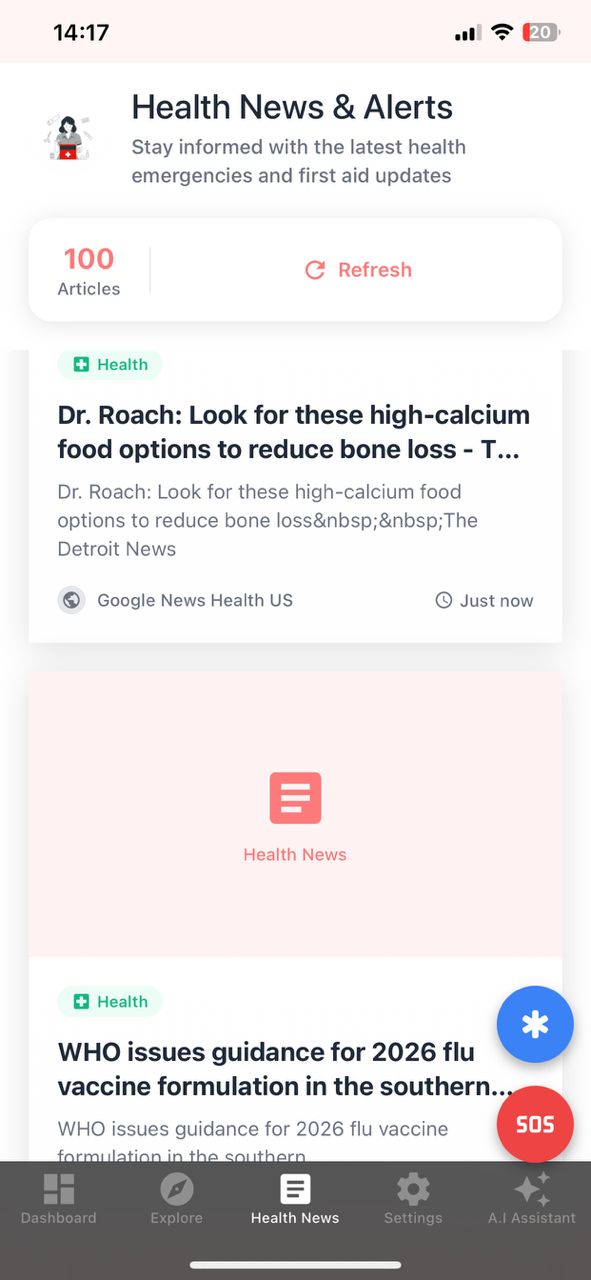 14:17
20
Health News & Alerts
Stay informed with the latest health
emergencies and first aid updates
100
Articles
Refresh
Health
Dr. Roach: Look for these high-calcium
food options to reduce bone loss - T...
Dr. Roach: Look for these high-calcium food
options to reduce bone loss&nbsp;&nbsp;The
Detroit News
Google News Health US
Just now
Health News
Health
WHO issues guidance for 2026 flu
vaccine formulation in the southern...
WHO issues guidance for 2026 flu vaccine
formulation in the southern
SOS
Dashboard
Explore
Health News
Settings
A.I Assistant